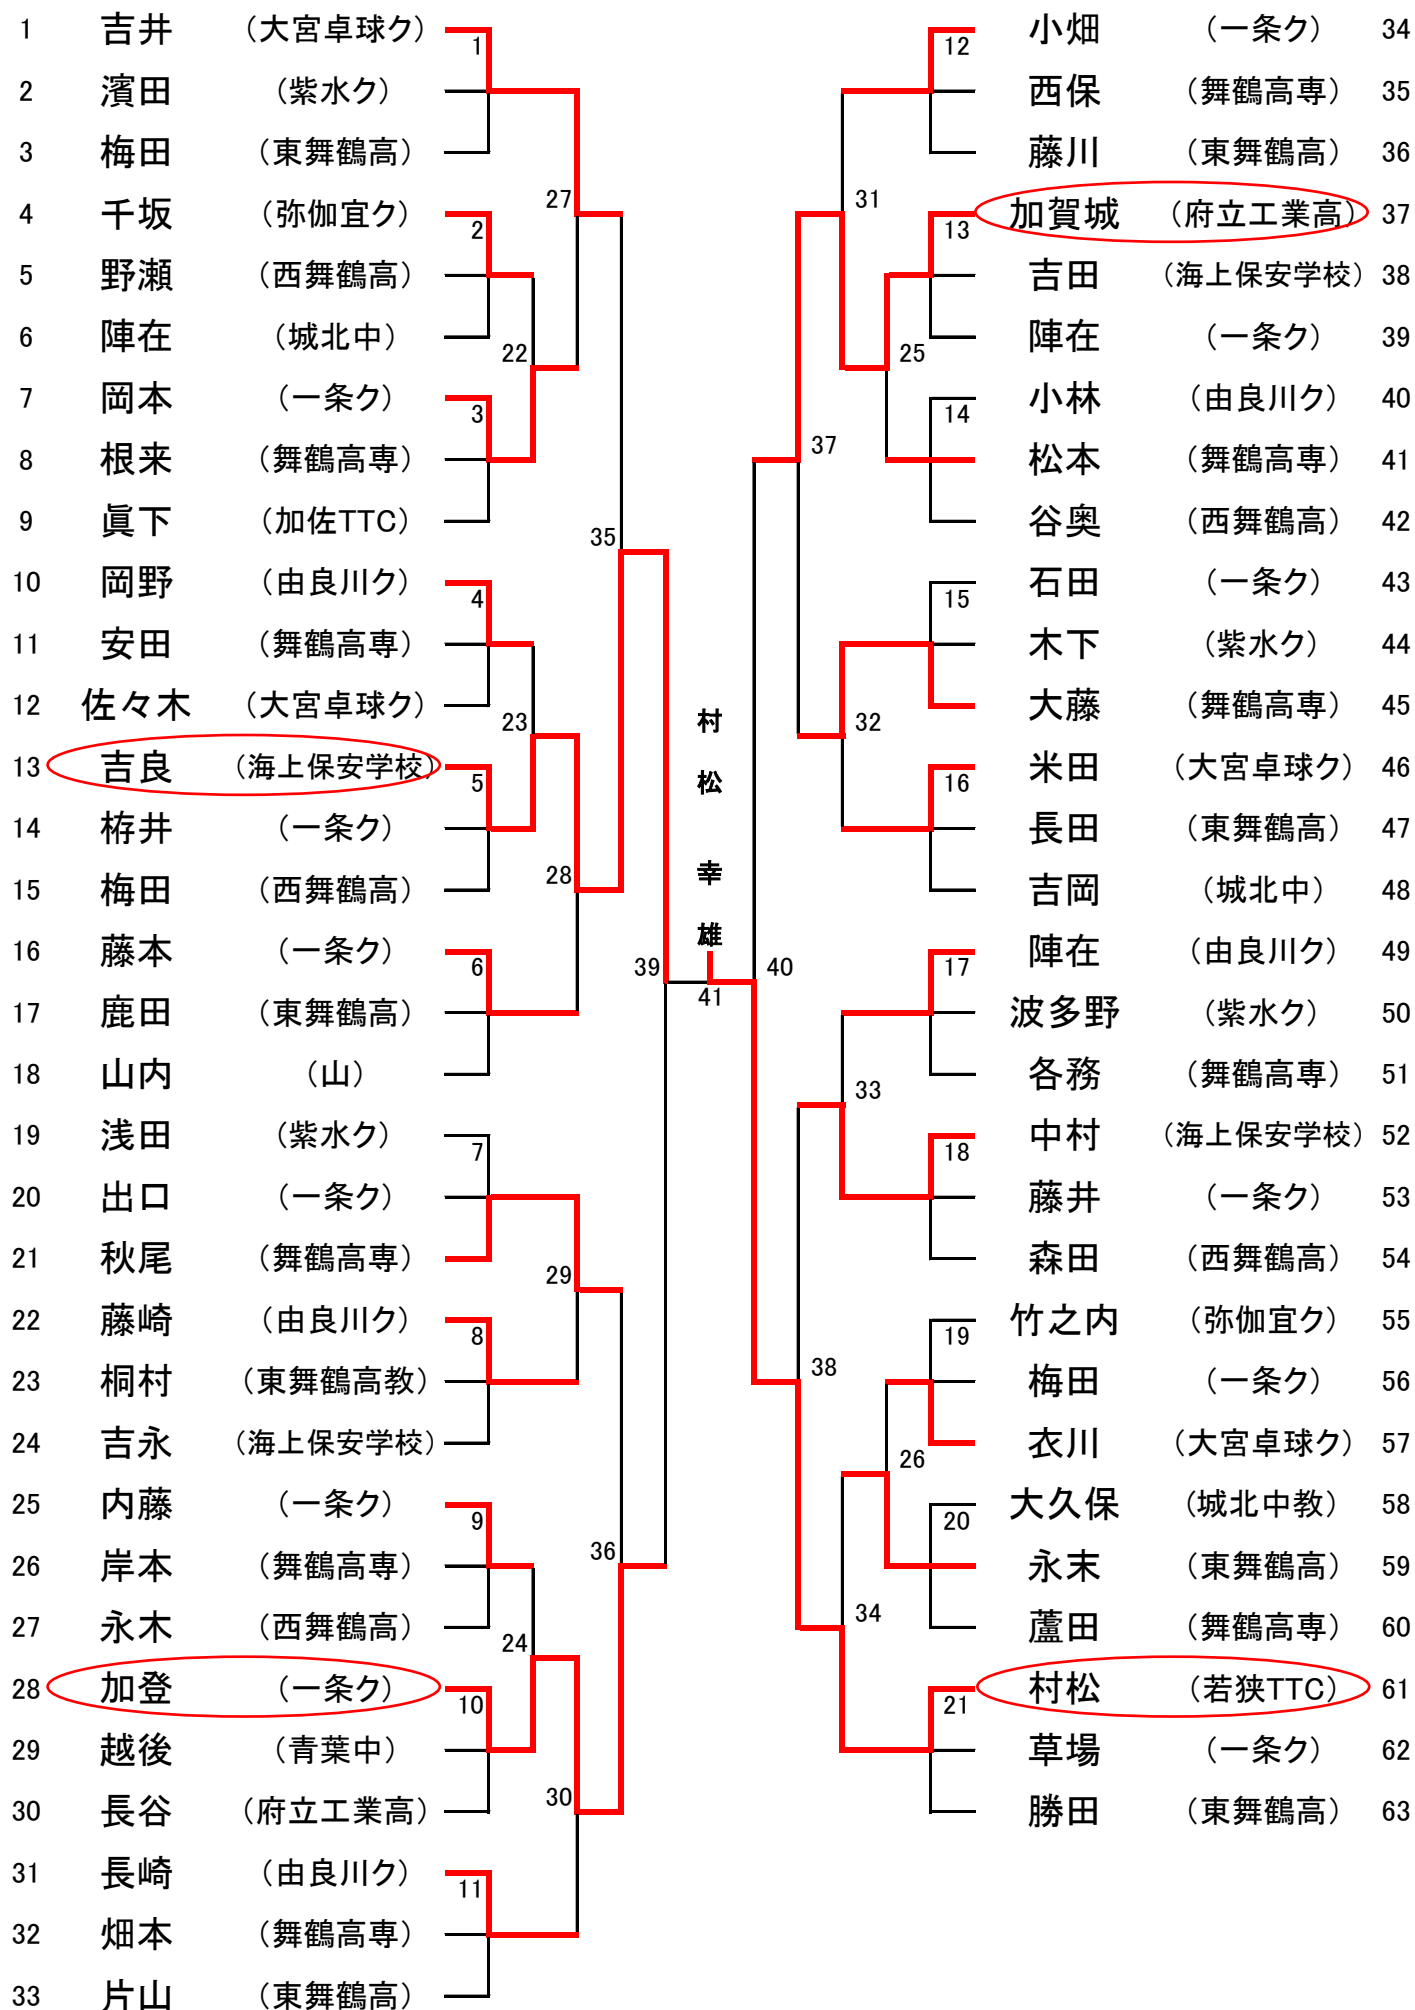 1 吉井 （大宮卓球ク）
2 濱田 （紫水ク）
3 梅田 （東舞鶴高）
4 千坂 （弥伽宜ク）
5 野瀬 （西舞鶴高）
6 陣在 （城北中）
7 岡本 （一条ク）
8 根来 （舞鶴高専）
9 眞下 （加佐TTC）
10 岡野 （由良川ク）
11 安田 （舞鶴高専）
12 佐々木 （大宮卓球ク）
13 吉良 （海上保安学校）
14 栫井 （一条ク）
15 梅田 （西舞鶴高）
16 藤本 （一条ク）
17 鹿田 （東舞鶴高）
18 山内 （山）
19 浅田 （紫水ク）
20 出口 （一条ク）
21 秋尾 （舞鶴高専）
22 藤崎 （由良川ク）
23 桐村 （東舞鶴高教）
24 吉永 （海上保安学校）
25 内藤 （一条ク）
26 岸本 （舞鶴高専）
27 永木 （西舞鶴高）
28 加登 （一条ク）
29 越後 （青葉中）
30 長谷 （府立工業高）
31 長崎 （由良川ク）
32 畑本 （舞鶴高専）
33 片山 （東舞鶴高）
1
2
3
4
5
6
7
8
9
10
11
22
23
24
27
28
29
30
35
36
39
村松 幸雄
41
40
37
38
31
32
33
34
25
26
12
13
14
15
16
17
18
19
20
21
小畑 （一条ク） 34
西保 （舞鶴高専） 35
藤川 （東舞鶴高） 36
加賀城 （府立工業高） 37
吉田 （海上保安学校） 38
陣在 （一条ク） 39
小林 （由良川ク） 40
松本 （舞鶴高専） 41
谷奥 （西舞鶴高） 42
石田 （一条ク） 43
木下 （紫水ク） 44
大藤 （舞鶴高専） 45
米田 （大宮卓球ク） 46
長田 （東舞鶴高） 47
吉岡 （城北中） 48
陣在 （由良川ク） 49
波多野 （紫水ク） 50
各務 （舞鶴高専） 51
中村 （海上保安学校） 52
藤井 （一条ク） 53
森田 （西舞鶴高） 54
竹之内 （弥伽宜ク） 55
梅田 （一条ク） 56
衣川 （大宮卓球ク） 57
大久保 （城北中教） 58
永末 （東舞鶴高） 59
蘆田 （舞鶴高専） 60
村松 （若狭TTC） 61
草場 （一条ク） 62
勝田 （東舞鶴高） 63